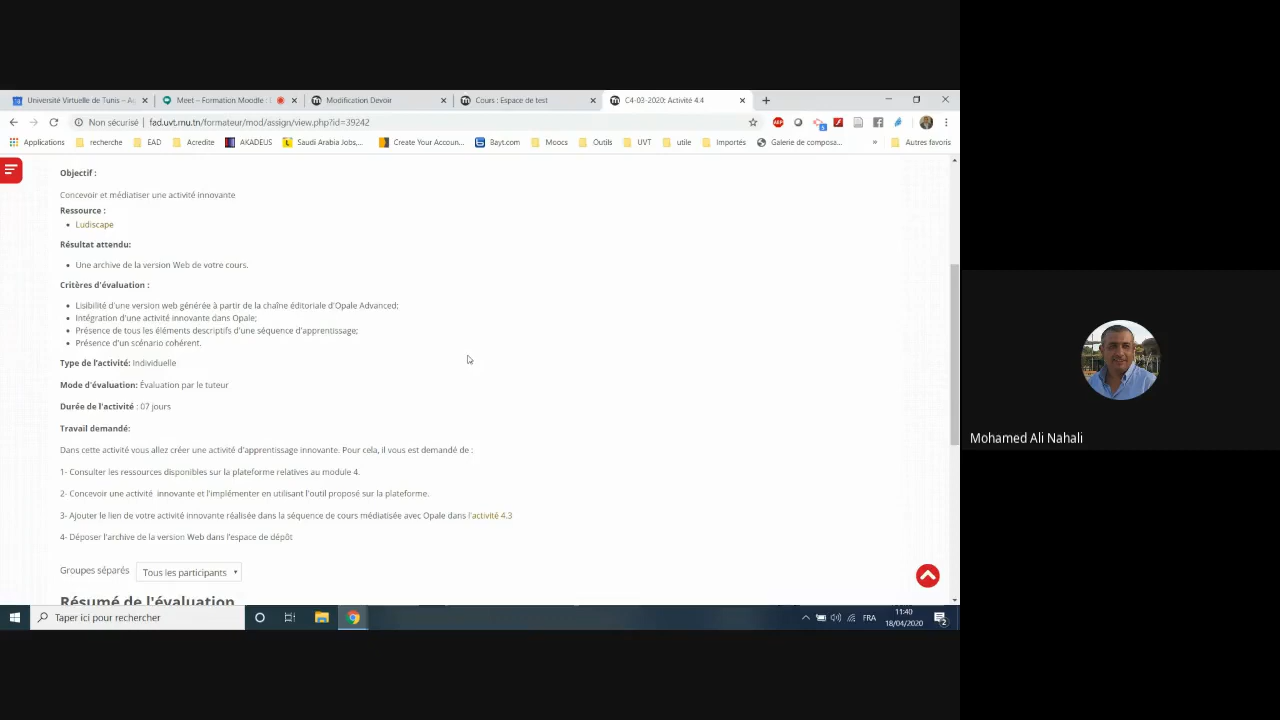 Université Virtuelle de Tunis – A
Meet – Formation Moodle :
Modification Devoir
Cours : Espace de test
C4-03-2020: Activité 4.4
Non sécurisé | fad.uvt.rnu.tn/formateur/mod/assign/view.php?id=39242
Applications recherche EAD Acredite AKADEUS Saudi Arabia Jobs,... Create Your Accoun... Bayt.com Moocs Outils UVT utile Importés Galerie de composa... » Autres favoris
Objectif :
Concevoir et médiatiser une activité innovante
Ressource :
• Ludiscape
Résultat attendu:
• Une archive de la version Web de votre cours.
Critères d'évaluation :
• Lisibilité d'une version web générée à partir de la chaîne éditoriale d'Opale Advanced;
• Intégration d'une activité innovante dans Opale;
• Présence de tous les éléments descriptifs d'une séquence d'apprentissage;
• Présence d'un scénario cohérent.
Type de l'activité: Individuelle
Mode d'évaluation: Évaluation par le tuteur
Durée de l'activité : 07 jours
Travail demandé:
Dans cette activité vous allez créer une activité d'apprentissage innovante. Pour cela, il vous est demandé de :
1- Consulter les ressources disponibles sur la plateforme relatives au module 4.
2- Concevoir une activité innovante et l'implémenter en utilisant l'outil proposé sur la plateforme.
3- Ajouter le lien de votre activité innovante réalisée dans la séquence de cours médiatisée avec Opale dans l'activité 4.3
4- Déposer l'archive de la version Web dans l'espace de dépôt
Groupes séparés Tous les participants
Résumé de l'évaluation
Taper ici pour rechercher
FRA
11:40
18/04/2020
2
Mohamed Ali Nahali